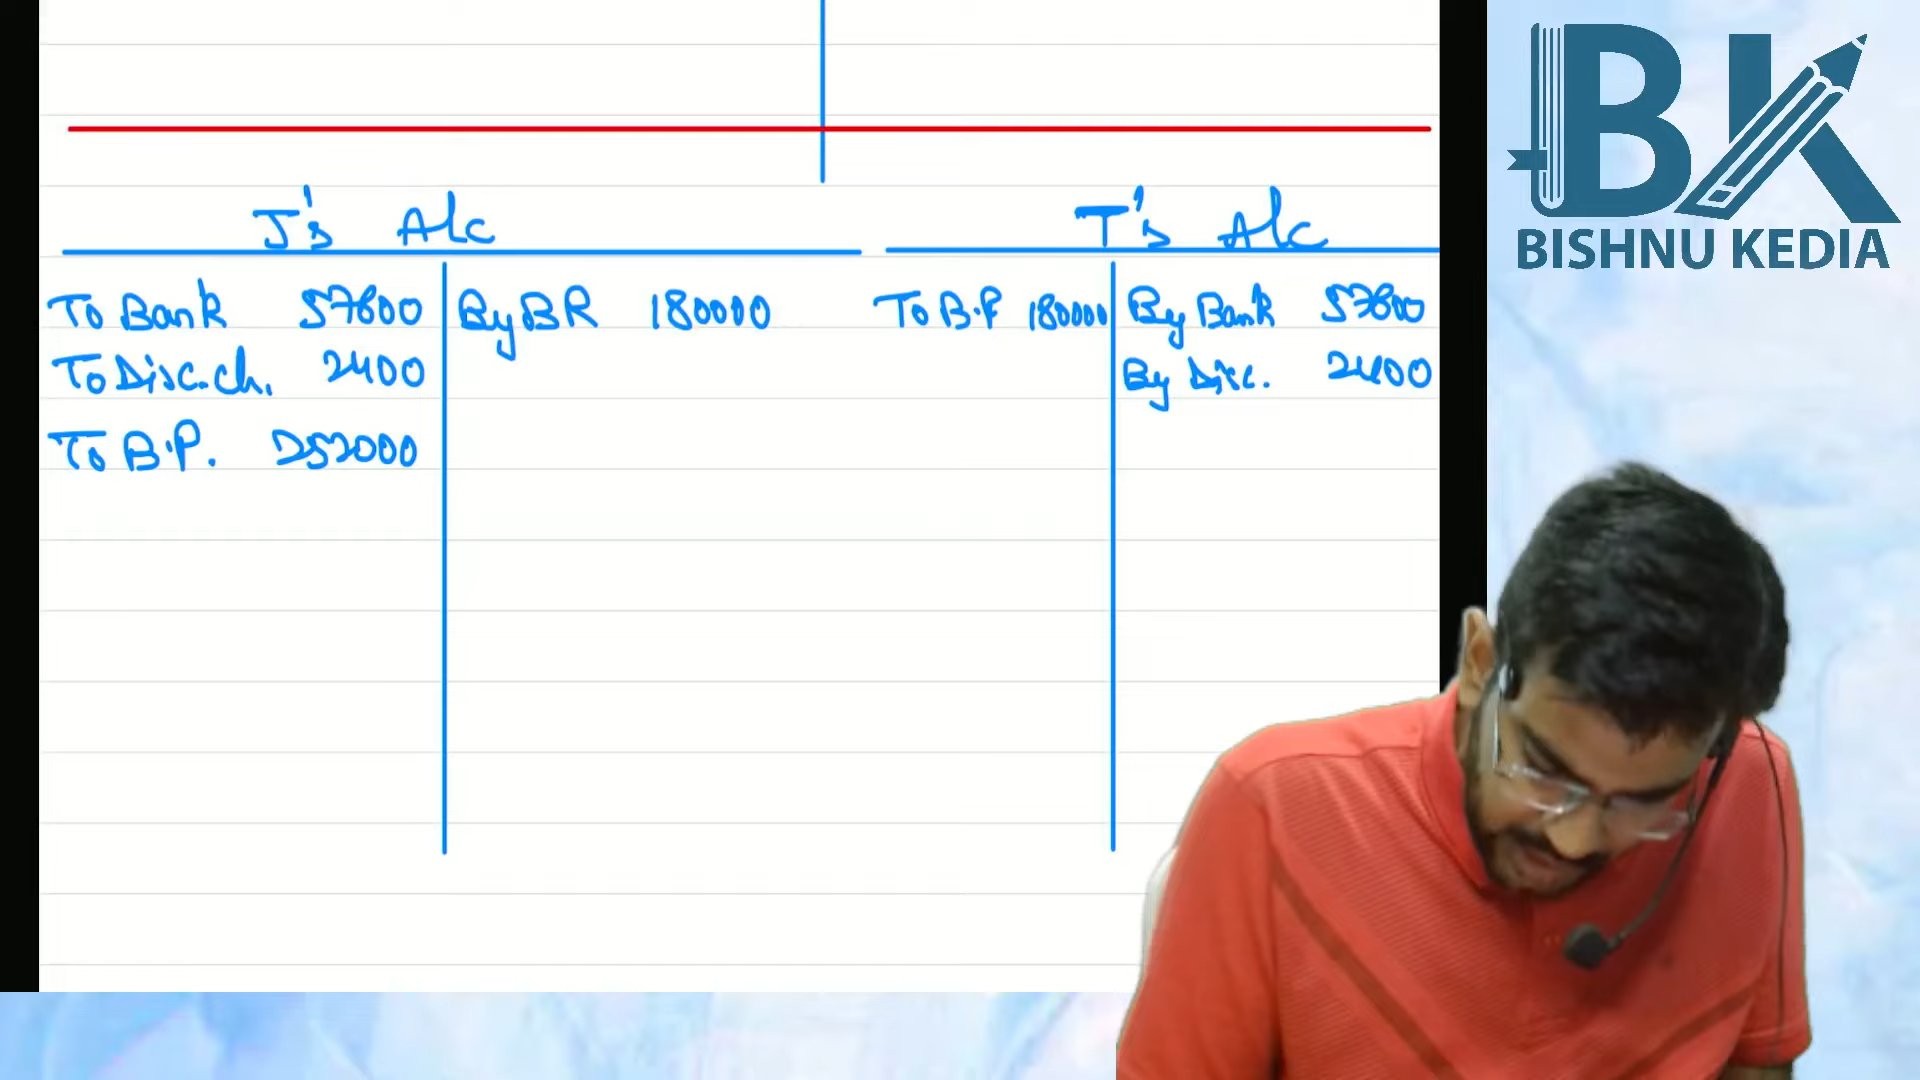 J's A/c
To Bank 57600 By BR 180000
To Disc. ch. 2400
To B.P. 252000
T's A/c
To B.P 180000 By Bank 57600
By Disc. 2400
BK
BISHNU KEDIA